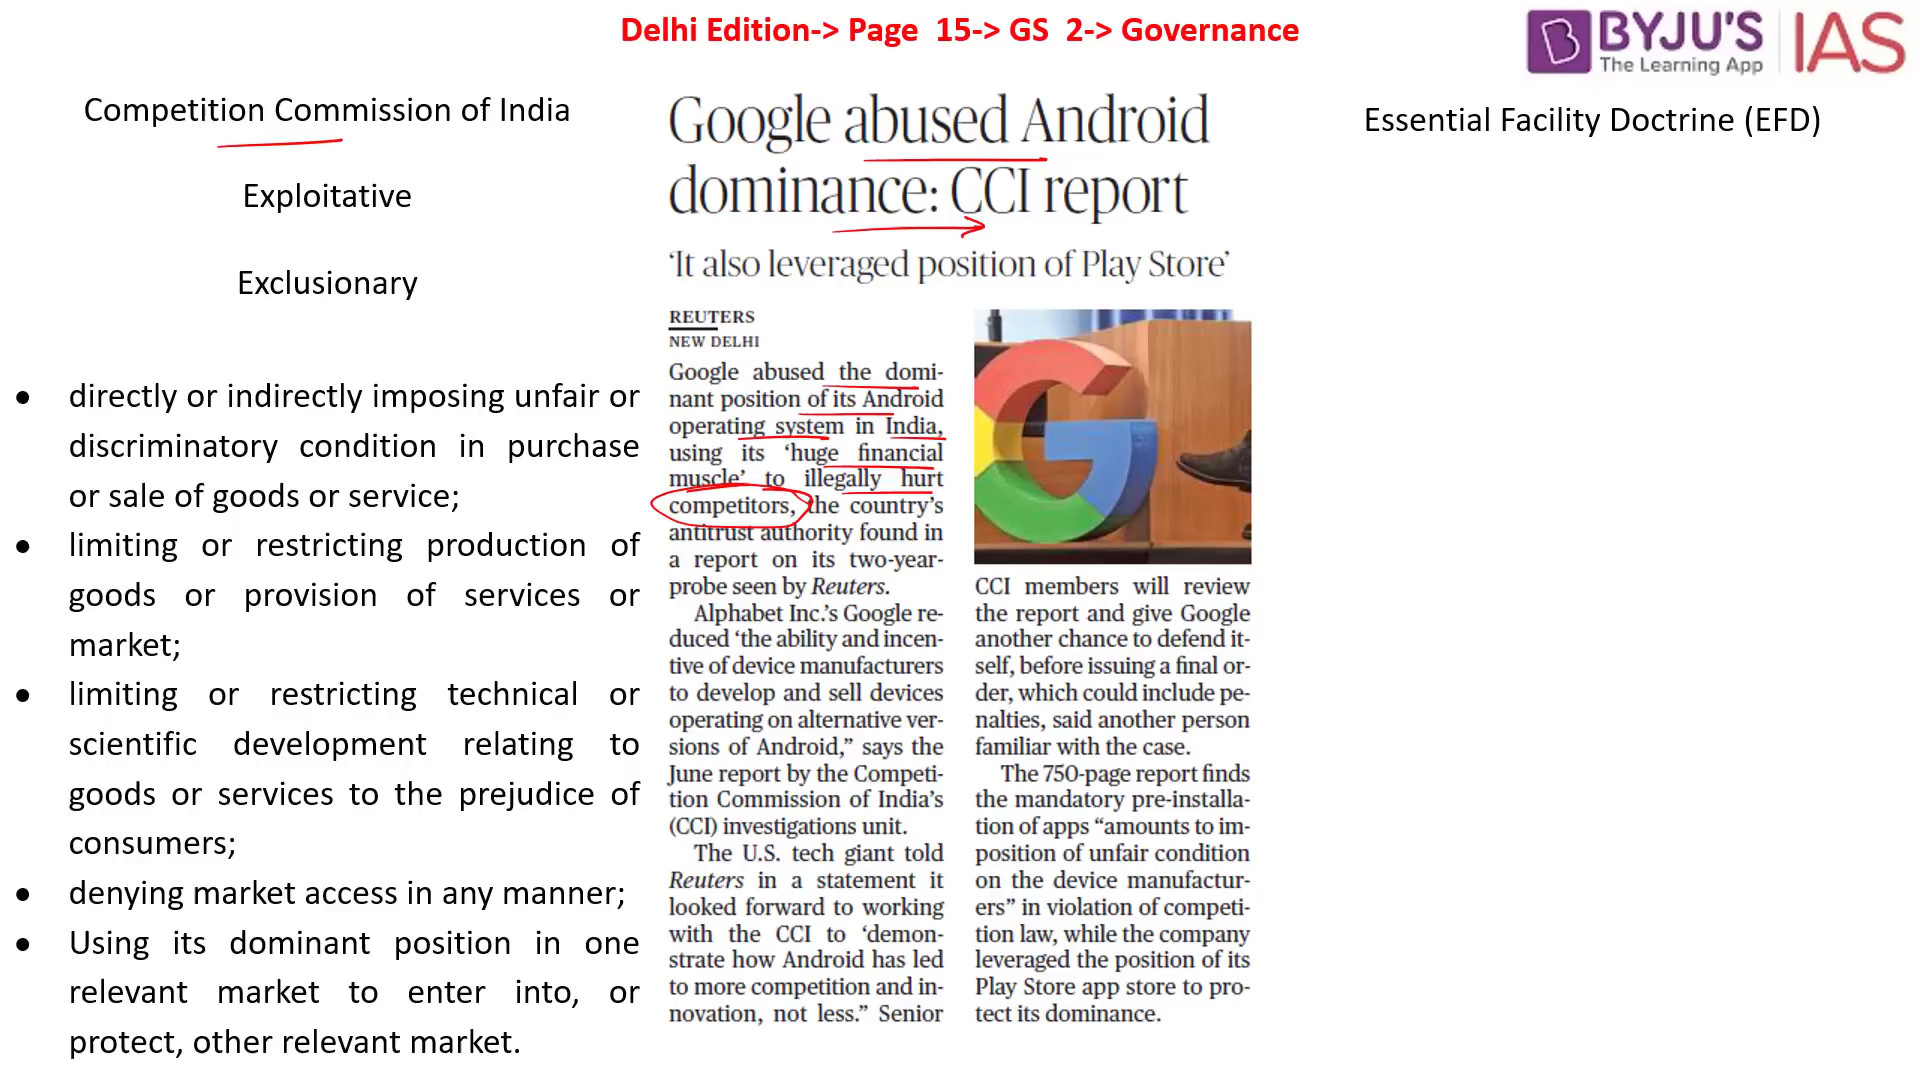 Delhi Edition-> Page 15-> GS 2-> Governance
BYJU'S
The Learning App
IAS
Competition Commission of India
Exploitative
Exclusionary
• directly or indirectly imposing unfair or
discriminatory condition in purchase
or sale of goods or service;
• limiting or restricting production of
goods or provision of services or
market;
• limiting or restricting technical or
scientific development relating to
goods or services to the prejudice of
consumers;
• denying market access in any manner;
• Using its dominant position in one
relevant market to enter into, or
protect, other relevant market.
Google abused Android
dominance: CCI report
‘It also leveraged position of Play Store’
REUTERS
NEW DELHI
Google abused the domi-
nant position of its Android
operating system in India,
using its ‘huge financial
muscle’ to illegally hurt
competitors, the country’s
antitrust authority found in
a report on its two-year-
probe seen by Reuters.
Alphabet Inc.’s Google re-
duced ‘the ability and incen-
tive of device manufacturers
to develop and sell devices
operating on alternative ver-
sions of Android,” says the
June report by the Competi-
tion Commission of India’s
(CCI) investigations unit.
The U.S. tech giant told
Reuters in a statement it
looked forward to working
with the CCI to ‘demon-
strate how Android has led
to more competition and in-
novation, not less.” Senior
CCI members will review
the report and give Google
another chance to defend it-
self, before issuing a final or-
der, which could include pe-
nalties, said another person
familiar with the case.
The 750-page report finds
the mandatory pre-installa-
tion of apps “amounts to im-
position of unfair condition
on the device manufactur-
ers” in violation of competi-
tion law, while the company
leveraged the position of its
Play Store app store to pro-
tect its dominance.
Essential Facility Doctrine (EFD)